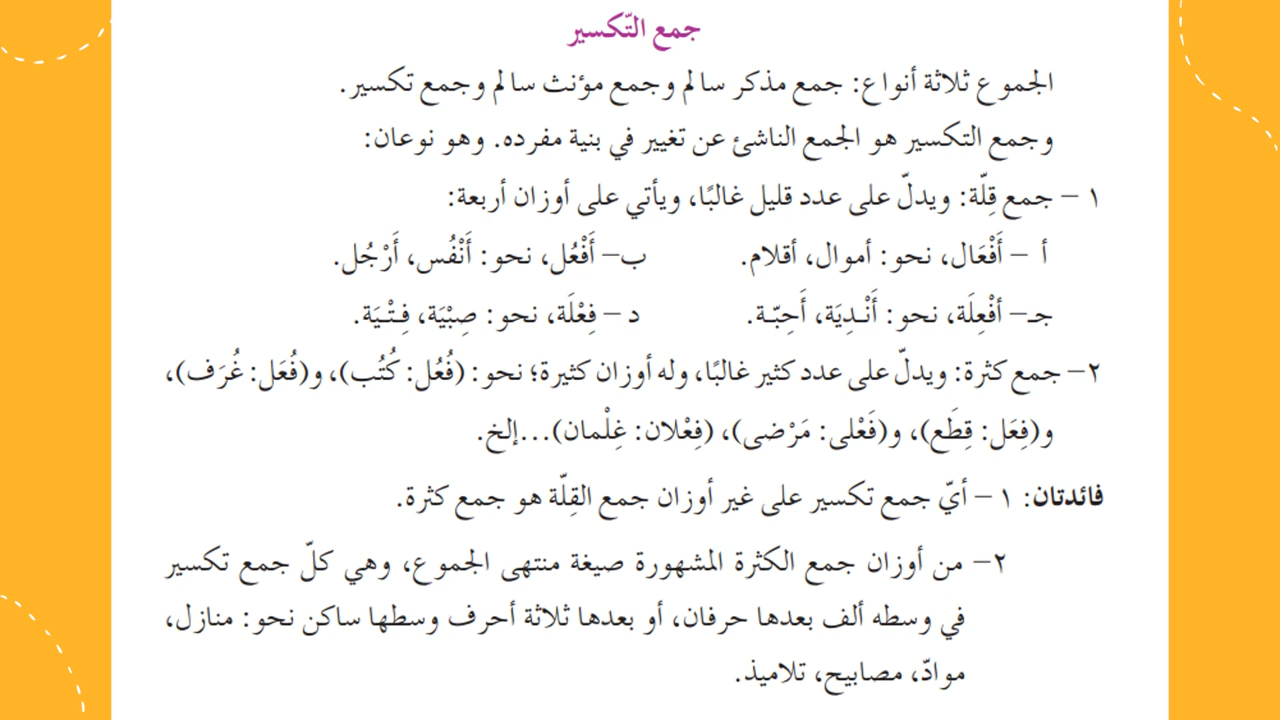 جمع التّكسير
الجموع ثلاثة أنواع: جمع مذكر سالم وجمع مؤنث سالم وجمع تكسير.
وجمع التكسير هو الجمع الناشئ عن تغيير في بنية مفرده. وهو نوعان:
١ – جمع قِلّة: ويدلّ على عدد قليل غالبًا، ويأتي على أوزان أربعة:
أ – أَفْعَال، نحو: أموال، أقلام. ب– أَفْعُل، نحو: أَنْفُس، أَرْجُل.
جـ– أفْعِلَة، نحو: أَنْـدِيَة، أَحِبّـة. د – فِعْلَة، نحو: صِبْيَة، فِـتْـيَة.
٢– جمع كثرة: ويدلّ على عدد كثير غالبًا، وله أوزان كثيرة؛ نحو: (فُعُل: كُتُب)، و(فُعَل: غُرَف)،
و(فِعَل: قِطَع)، و(فَعْلى: مَرْضى)، (فِعْلان: غِلْمان)...إلخ.
فائدتان: ١ – أيّ جمع تكسير على غير أوزان جمع القِلّة هو جمع كثرة.
٢– من أوزان جمع الكثرة المشهورة صيغة منتهى الجموع، وهي كلّ جمع تكسير
في وسطه ألف بعدها حرفان، أو بعدها ثلاثة أحرف وسطها ساكن نحو: منازل،
موادّ، مصابيح، تلاميذ.